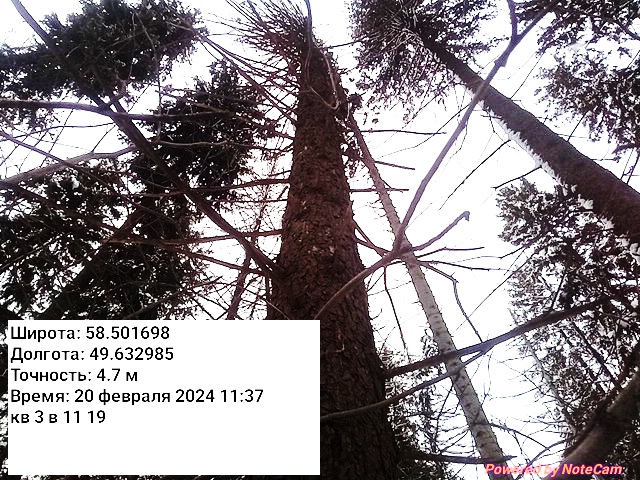 Широта: 58.501698
Долгота: 49.632985
Точность: 4.7 м
Время: 20 февраля 2024 11:37
кв 3 в 11 19
Powered by NoteCam